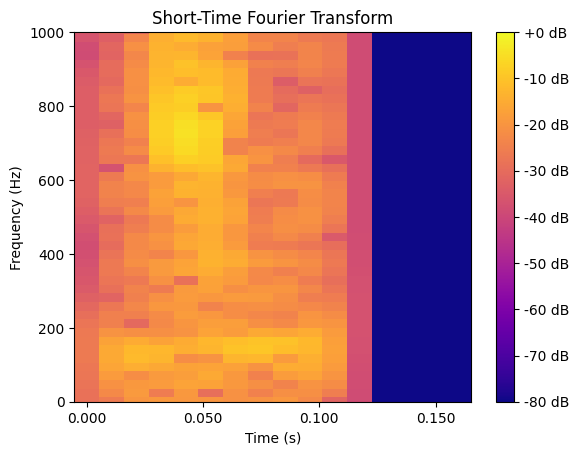 Short-Time Fourier Transform
1000
800
600
400
200
0
Frequency (Hz)
0.000
0.050
0.100
0.150
Time (s)
+0 dB
-10 dB
-20 dB
-30 dB
-40 dB
-50 dB
-60 dB
-70 dB
-80 dB